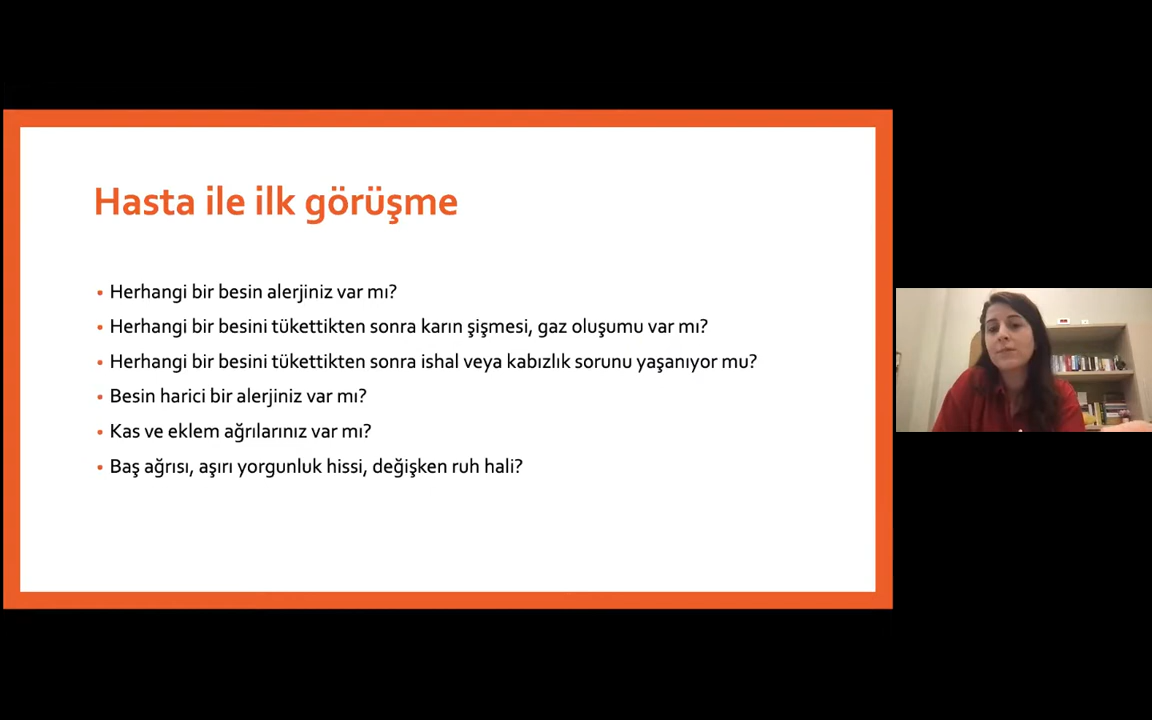 Hasta ile ilk görüşme
• Herhangi bir besin alerjiniz var mı?
• Herhangi bir besini tükettikten sonra karın şişmesi, gaz oluşumu var mı?
• Herhangi bir besini tükettikten sonra ishal veya kabızlık sorunu yaşanıyor mu?
• Besin harici bir alerjiniz var mı?
• Kas ve eklem ağrılarınız var mı?
• Baş ağrısı, aşırı yorgunluk hissi, değişken ruh hali?